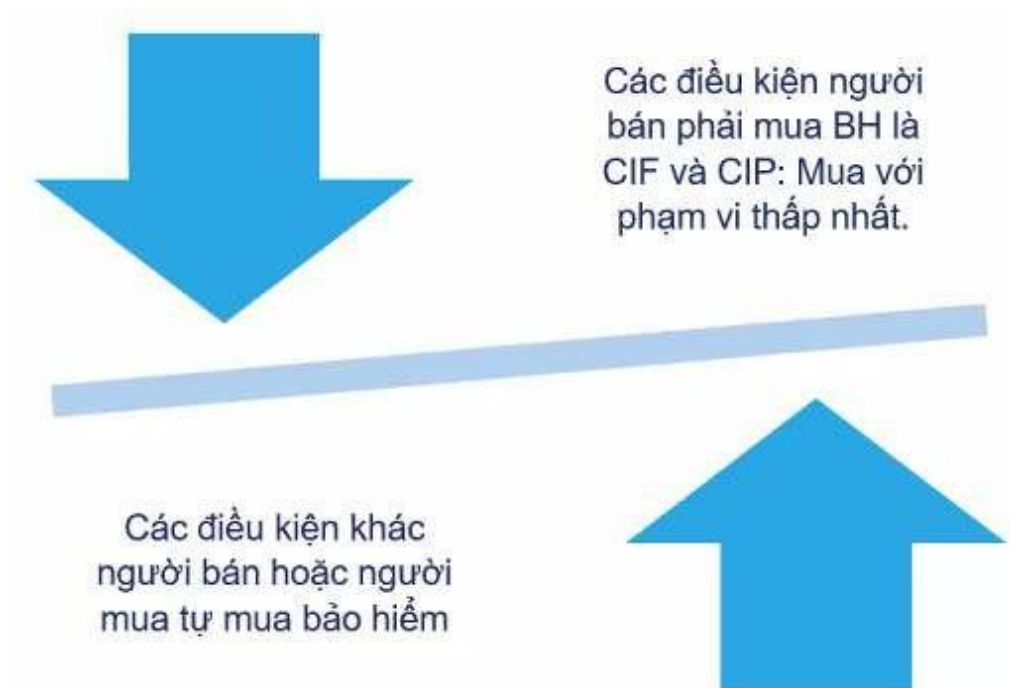 Các điều kiện người
bán phải mua BH là
CIF và CIP: Mua với
phạm vi thấp nhất.
Các điều kiện khác
người bán hoặc người
mua tự mua bảo hiểm